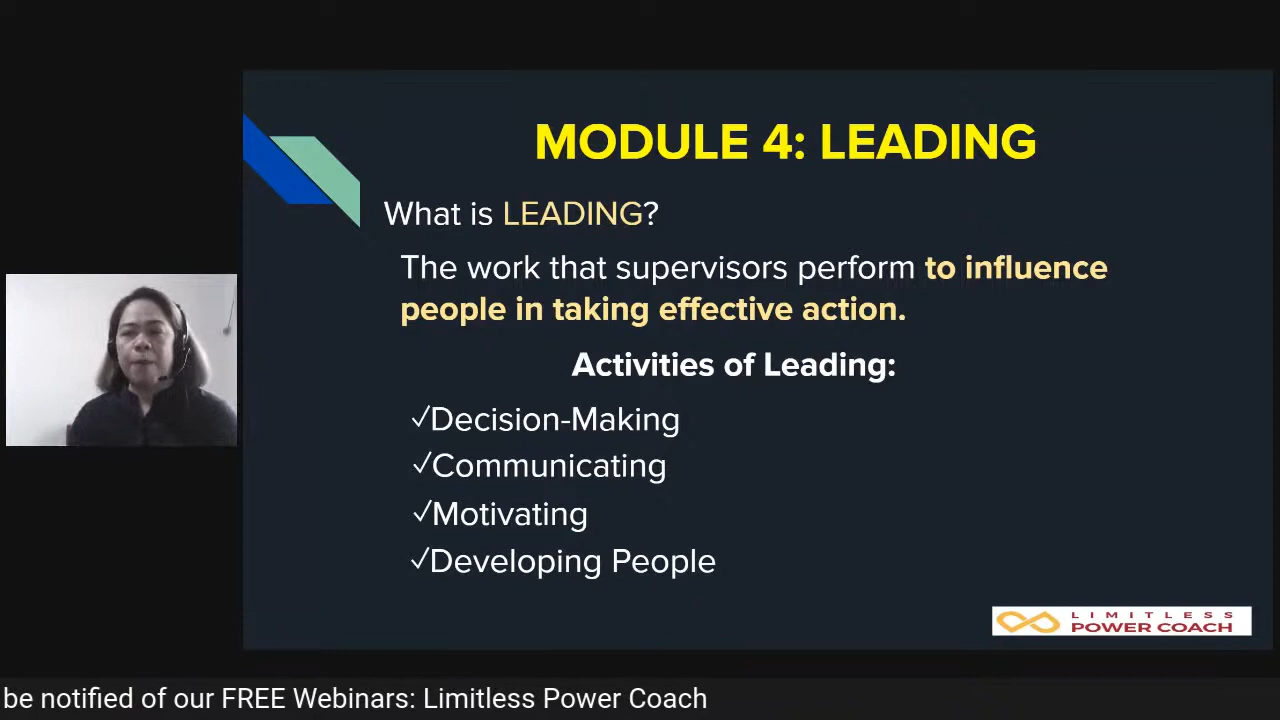 MODULE 4: LEADING
What is LEADING?
The work that supervisors perform to influence
people in taking effective action.
Activities of Leading:
✓Decision-Making
✓Communicating
✓Motivating
✓Developing People
LIMITLESS
POWER COACH
be notified of our FREE Webinars: Limitless Power Coach